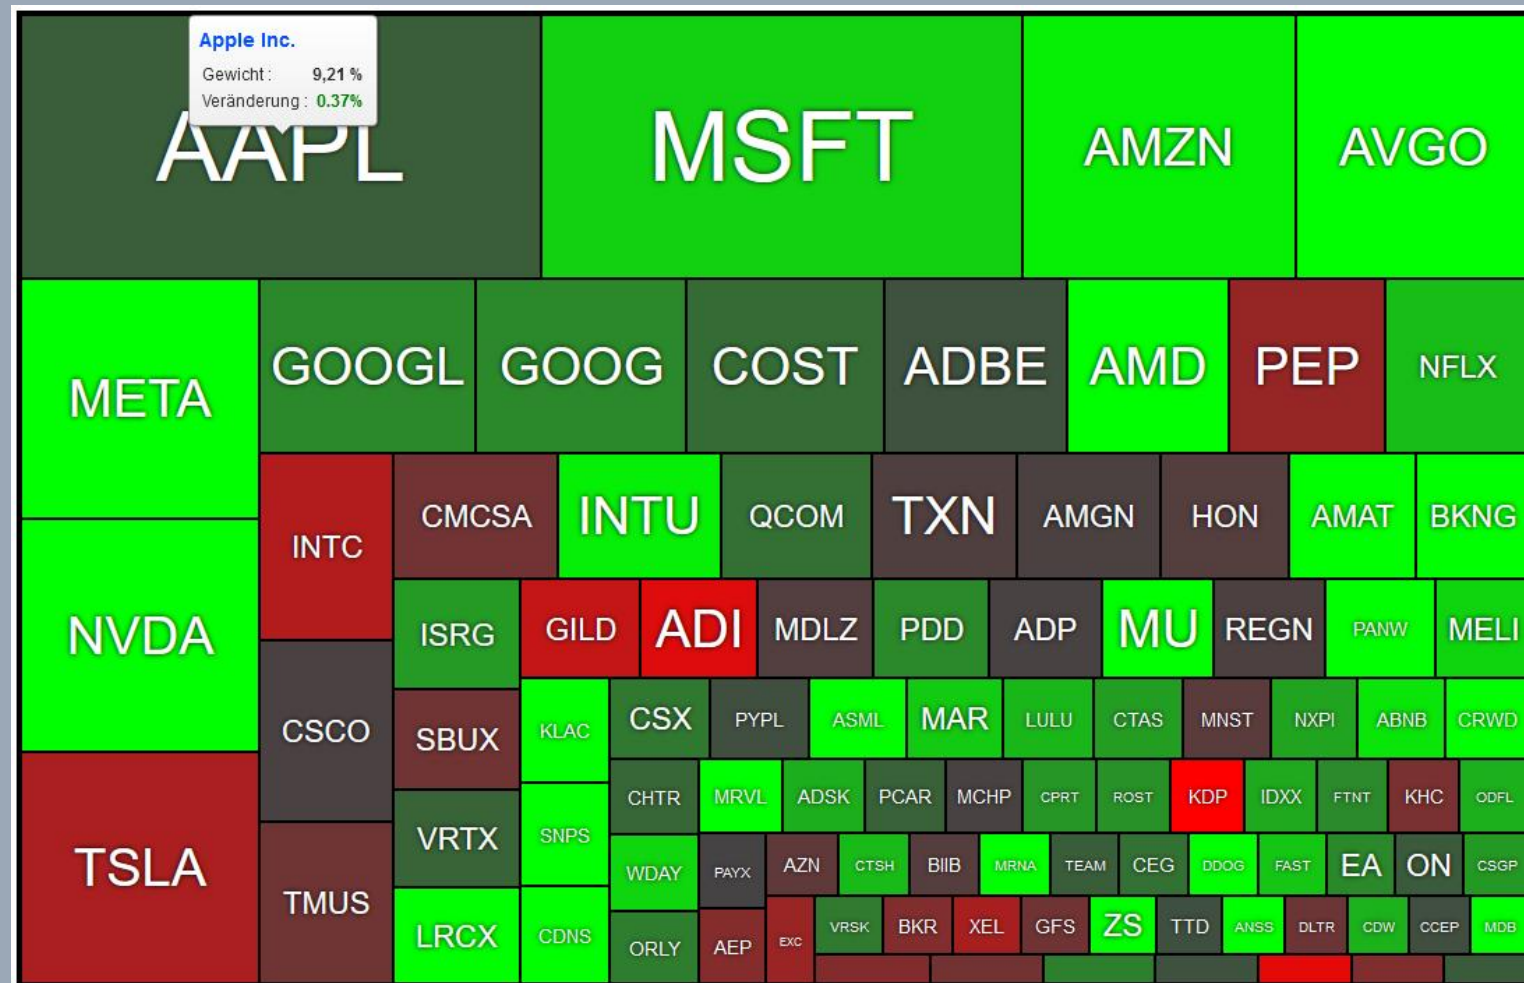 Apple Inc.
Gewicht : 9,21 %
Veränderung : 0.37%
AAPL
MSFT
AMZN
AVGO
META
GOOGL
GOOG
COST
ADBE
AMD
PEP
NFLX
INTC
CMCSA
INTU
QCOM
TXN
AMGN
HON
AMAT
BKNG
NVDA
ISRG
GILD
ADI
MDLZ
PDD
ADP
MU
REGN
PANW
MELI
CSCO
SBUX
KLAC
CSX
PYPL
ASML
MAR
LULU
CTAS
MNST
NXPI
ABNB
CRWD
CHTR
MRVL
ADSK
PCAR
MCHP
CPRT
ROST
KDP
IDXX
FTNT
KHC
ODFL
TSLA
TMUS
VRTX
SNPS
WDAY
PAYX
AZN
CTSH
BIIB
MRNA
TEAM
CEG
DDOG
FAST
EA
ON
CSGP
LRCX
CDNS
ORLY
AEP
EXC
VRSK
BKR
XEL
GFS
ZS
TTD
ANSS
DLTR
CDW
CCEP
MDB